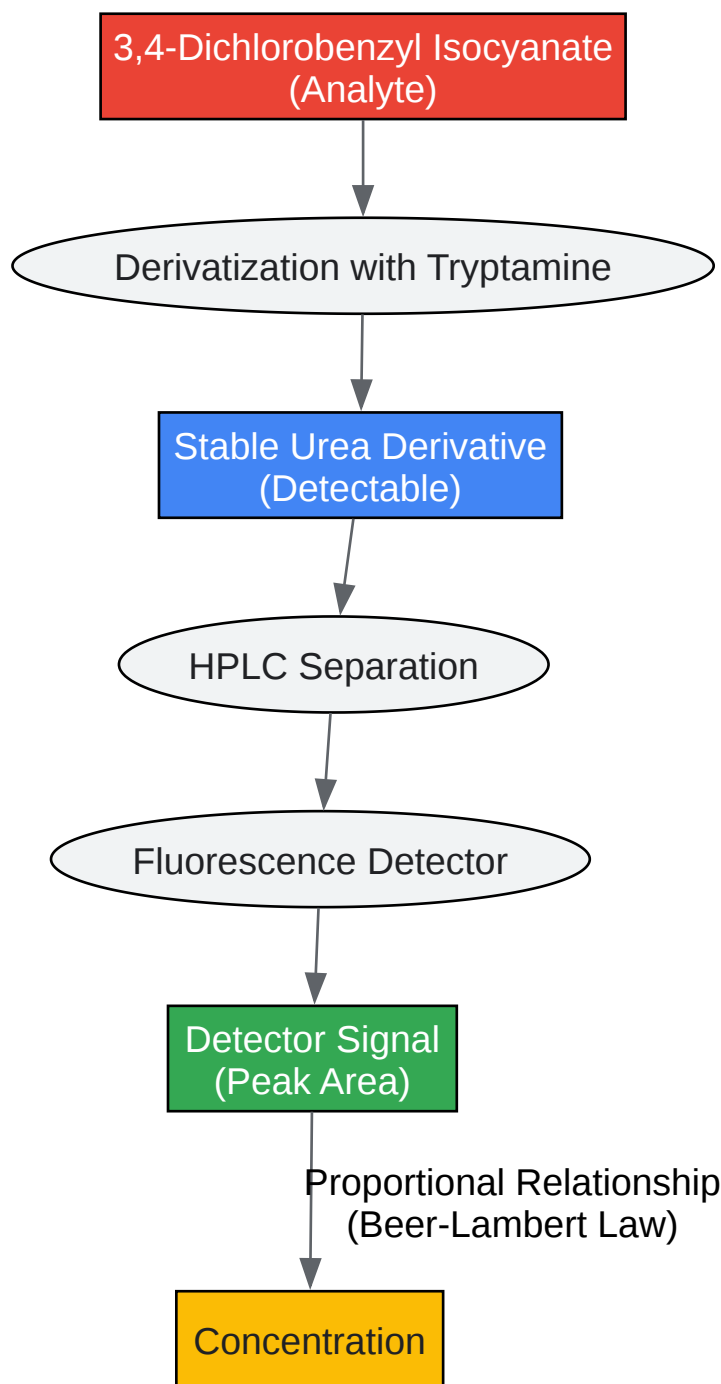 3,4-Dichlorobenzyl Isocyanate
(Analyte)
Derivatization with Tryptamine
Stable Urea Derivative
(Detectable)
HPLC Separation
Fluorescence Detector
Detector Signal
(Peak Area)
Proportional Relationship
(Beer-Lambert Law)
Concentration